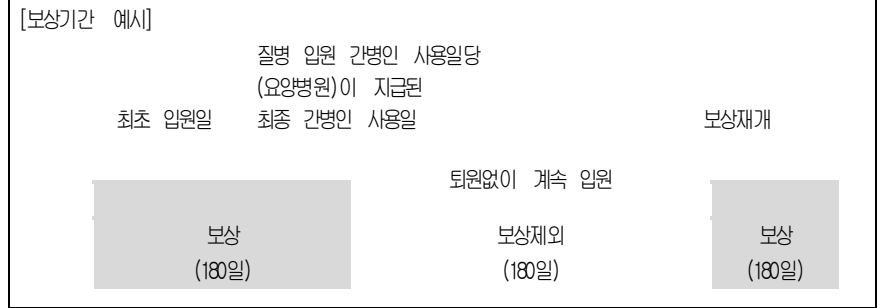 [보상기간 예시]
질병 입원 간병인 사용일당
(요양병원)이 지급된
최초 입원일 최종 간병인 사용일 보상재개
퇴원없이 계속 입원
보상 보상제외 보상
(180일) (180일) (180일)